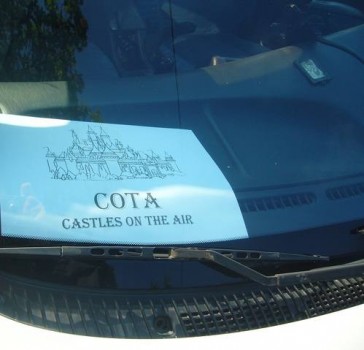 COTA
CASTLES ON THE AIR